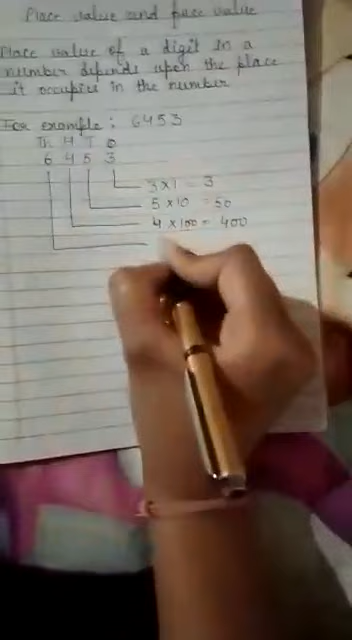 Place value and face value
Place value of a digit in a
number depends upon the place
it occupies in the number
For example : 6453
Th H T O
6 4 5 3
3 x 1 = 3
5 x 10 = 50
4 x 100 = 400